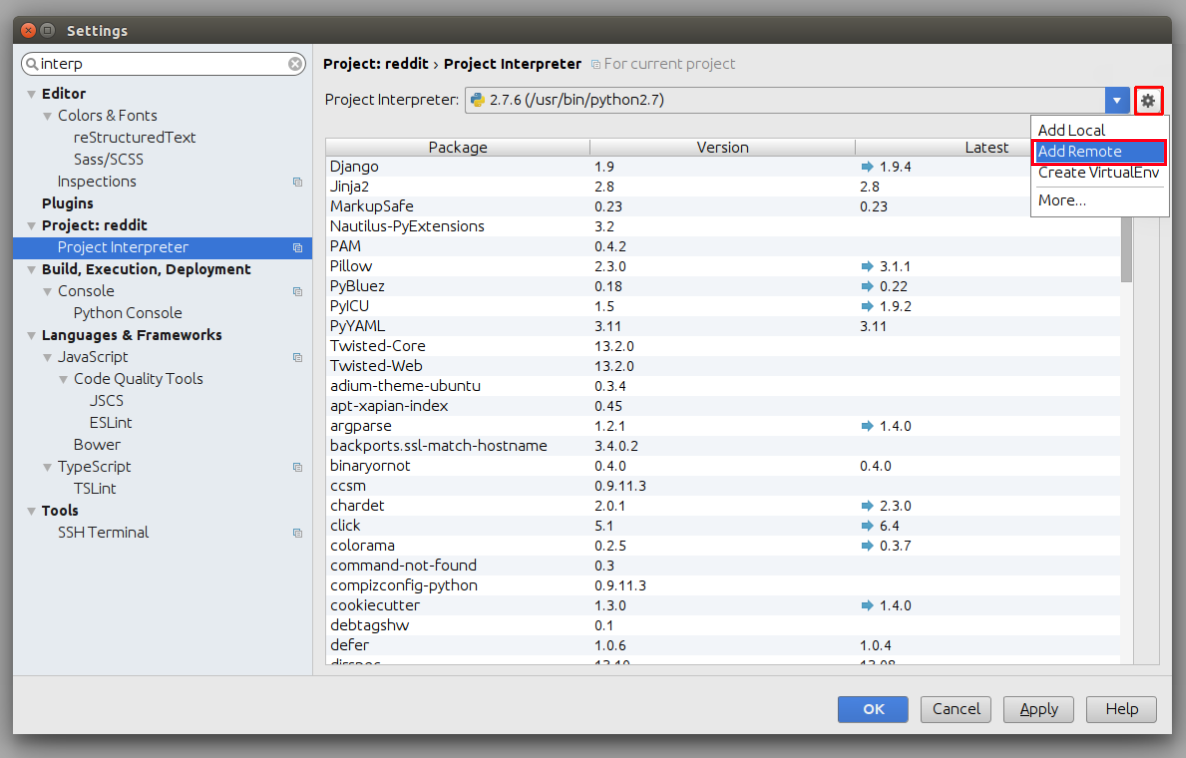 Settings
interp
Editor
Colors & Fonts
reStructuredText
Sass/SCSS
Inspections
Plugins
Project: reddit
Project Interpreter
Build, Execution, Deployment
Console
Python Console
Languages & Frameworks
JavaScript
Code Quality Tools
JSCS
ESLint
Bower
TypeScript
TSLint
Tools
SSH Terminal
Project: reddit › Project Interpreter For current project
Project Interpreter: 2.7.6 (/usr/bin/python2.7)
Add Local
Add Remote
Create VirtualEnv
More...
Package Version Latest
Django 1.9 1.9.4
Jinja2 2.8 2.8
MarkupSafe 0.23 0.23
Nautilus-PyExtensions 3.2
PAM 0.4.2
Pillow 2.3.0 3.1.1
PyBluez 0.18 0.22
PyICU 1.5 1.9.2
PyYAML 3.11 3.11
Twisted-Core 13.2.0
Twisted-Web 13.2.0
adium-theme-ubuntu 0.3.4
apt-xapian-index 0.45
argparse 1.2.1 1.4.0
backports.ssl-match-hostname 3.4.0.2
binaryornot 0.4.0 0.4.0
ccsm 0.9.11.3
chardet 2.0.1 2.3.0
click 5.1 6.4
colorama 0.2.5 0.3.7
command-not-found 0.3
compizconfig-python 0.9.11.3
cookiecutter 1.3.0 1.4.0
debtagshw 0.1
defer 1.0.6 1.0.4
dirspec 13.10 13.08
OK Cancel Apply Help